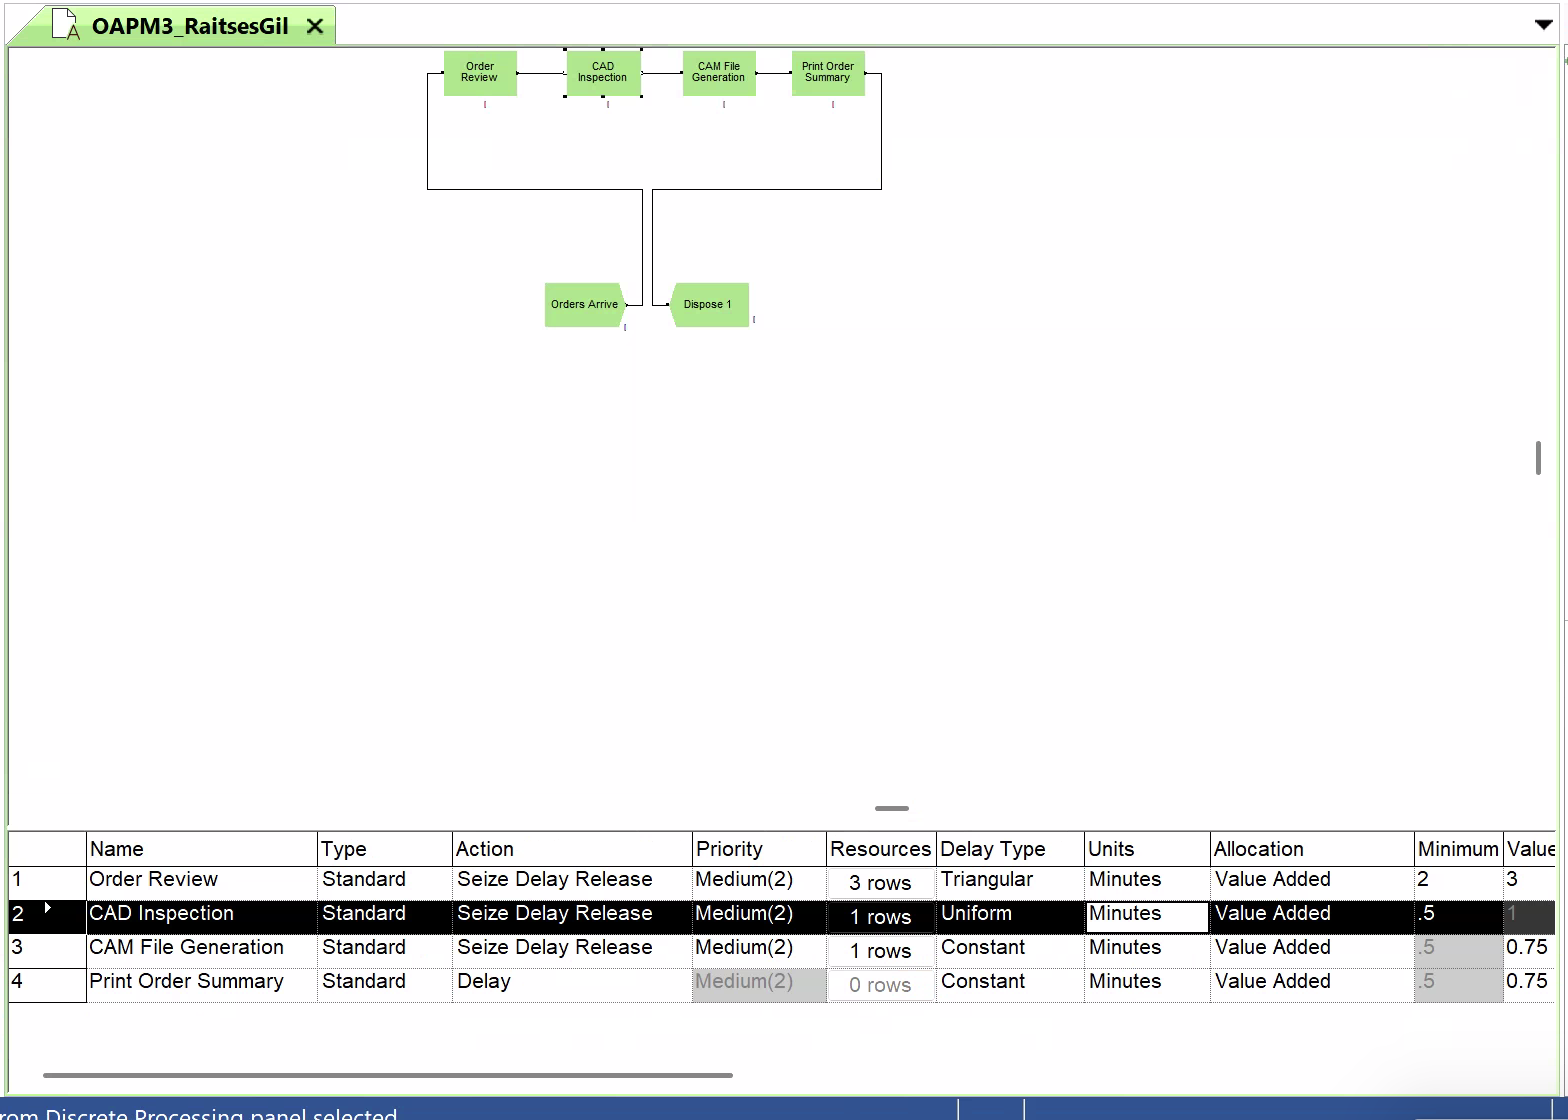 OAPM3_RaitsesGil
Order Review
CAD Inspection
CAM File Generation
Print Order Summary
Orders Arrive
Dispose 1
Name Type Action Priority Resources Delay Type Units Allocation Minimum Value
1 Order Review Standard Seize Delay Release Medium(2) 3 rows Triangular Minutes Value Added 2 3
2 CAD Inspection Standard Seize Delay Release Medium(2) 1 rows Uniform Minutes Value Added .5 1
3 CAM File Generation Standard Seize Delay Release Medium(2) 1 rows Constant Minutes Value Added .5 0.75
4 Print Order Summary Standard Delay Medium(2) 0 rows Constant Minutes Value Added .5 0.75
rom Discrete Processing panel selected